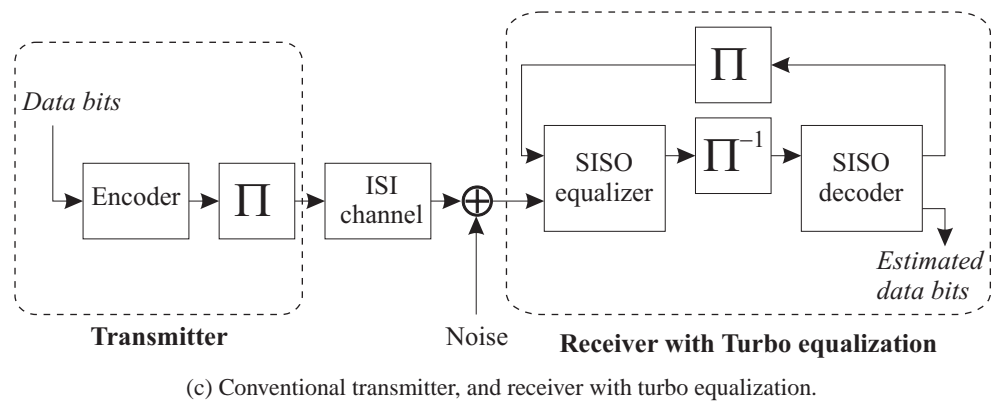 Data bits
Encoder
Π
ISI
channel
Noise
Π
SISO
equalizer
Π⁻¹
SISO
decoder
Estimated
data bits
Transmitter
Receiver with Turbo equalization
(c) Conventional transmitter, and receiver with turbo equalization.